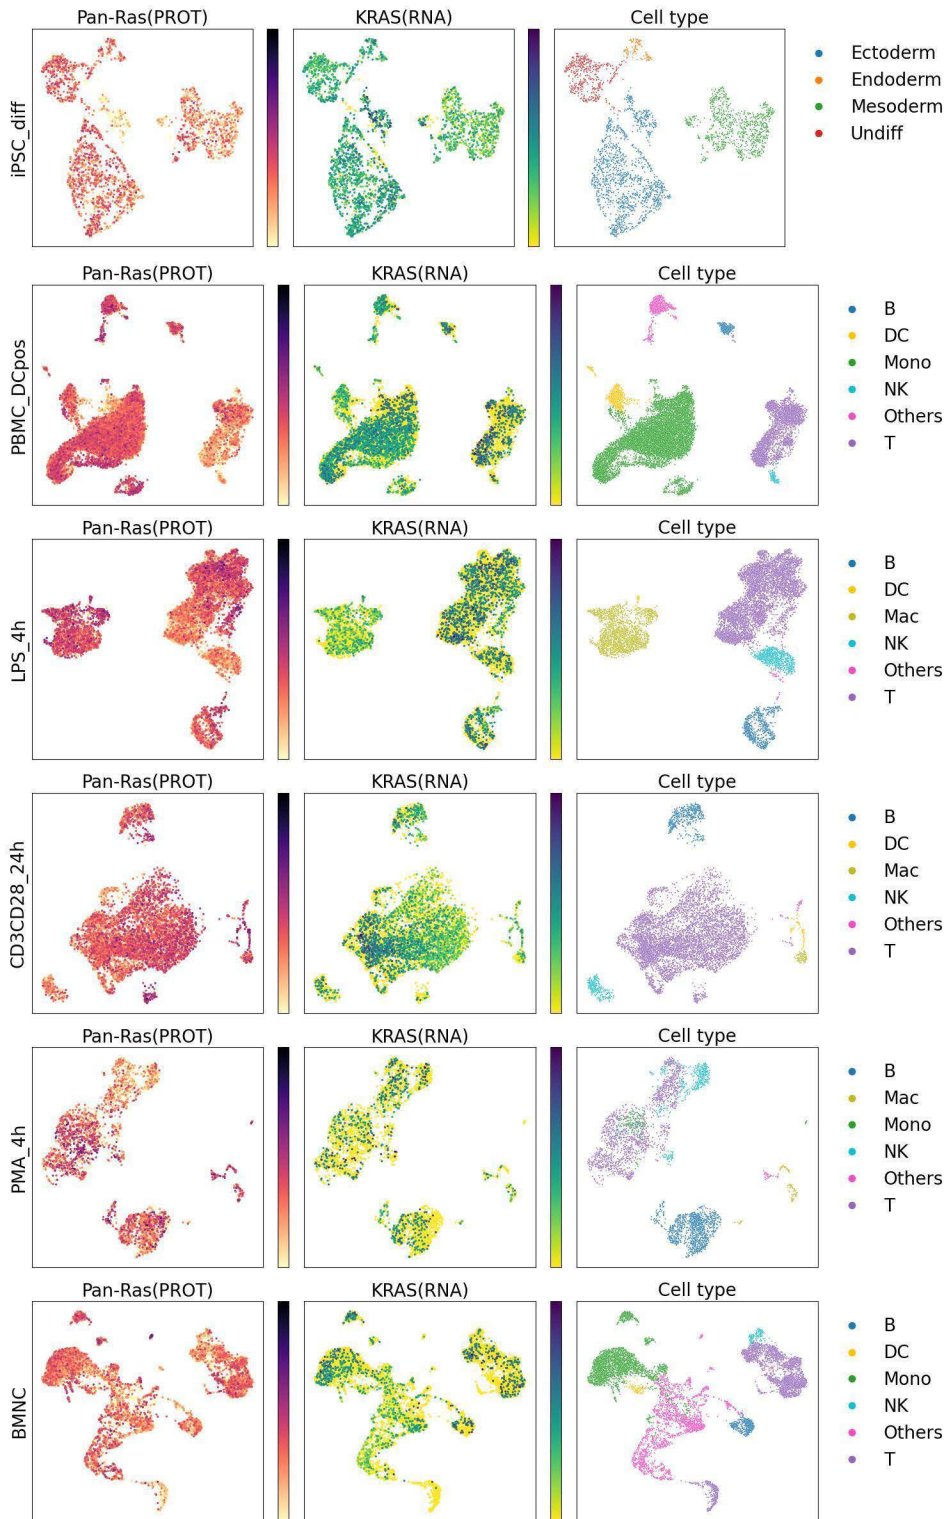 Pan-Ras(PROT) KRAS(RNA) Cell type
iPSC_diff
Ectoderm
Endoderm
Mesoderm
Undiff
Pan-Ras(PROT) KRAS(RNA) Cell type
PBMC_DCpos
B
DC
Mono
NK
Others
T
Pan-Ras(PROT) KRAS(RNA) Cell type
LPS_4h
B
DC
Mac
NK
Others
T
Pan-Ras(PROT) KRAS(RNA) Cell type
CD3CD28_24h
B
DC
Mac
NK
Others
T
Pan-Ras(PROT) KRAS(RNA) Cell type
PMA_4h
B
Mac
Mono
NK
Others
T
Pan-Ras(PROT) KRAS(RNA) Cell type
BMNC
B
DC
Mono
NK
Others
T